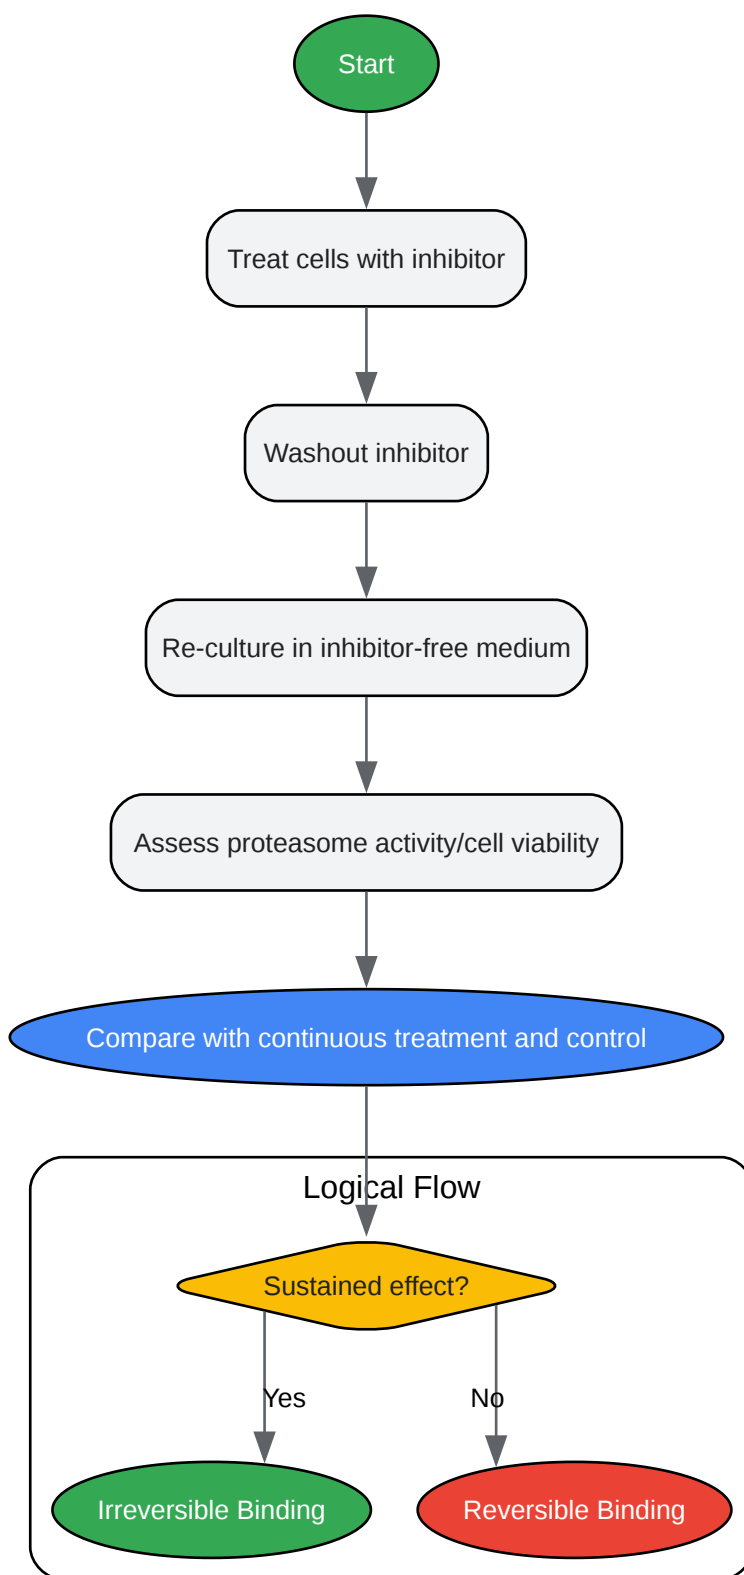 Start
Treat cells with inhibitor
Washout inhibitor
Re-culture in inhibitor-free medium
Assess proteasome activity/cell viability
Compare with continuous treatment and control
Logical Flow
Sustained effect?
Yes
No
Irreversible Binding
Reversible Binding